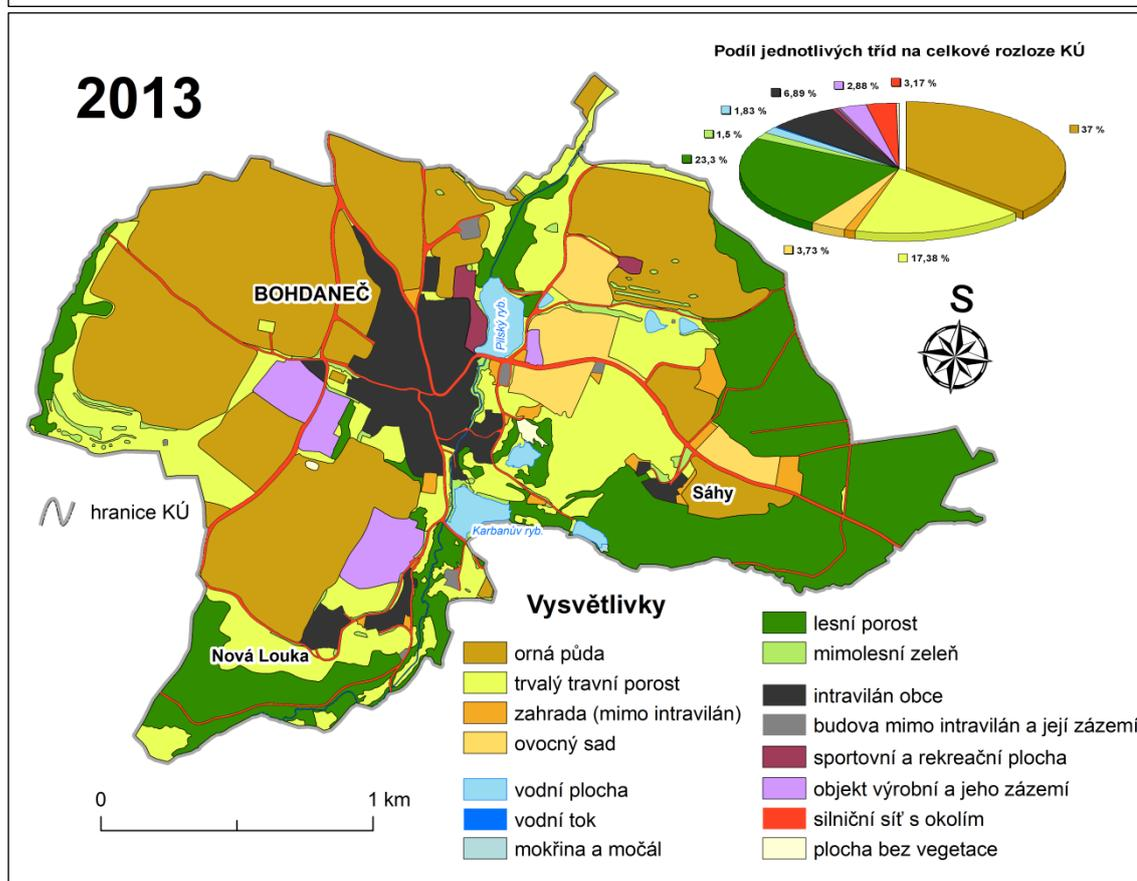 2013
Podíl jednotlivých tříd na celkové rozloze KÚ
6,89 %
2,88 %
3,17 %
1,83 %
1,5 %
23,3 %
37 %
3,73 %
17,38 %
BOHDANEČ
Pilský ryb.
S
Sáhy
hranice KÚ
Karbanův ryb.
Nová Louka
Vysvětlivky
orná půda
trvalý travní porost
zahrada (mimo intravilán)
ovocný sad
vodní plocha
vodní tok
mokřina a močál
lesní porost
mimolesní zeleň
intravilán obce
budova mimo intravilán a její zázemí
sportovní a rekreační plocha
objekt výrobní a jeho zázemí
silniční síť s okolím
plocha bez vegetace
0 1 km